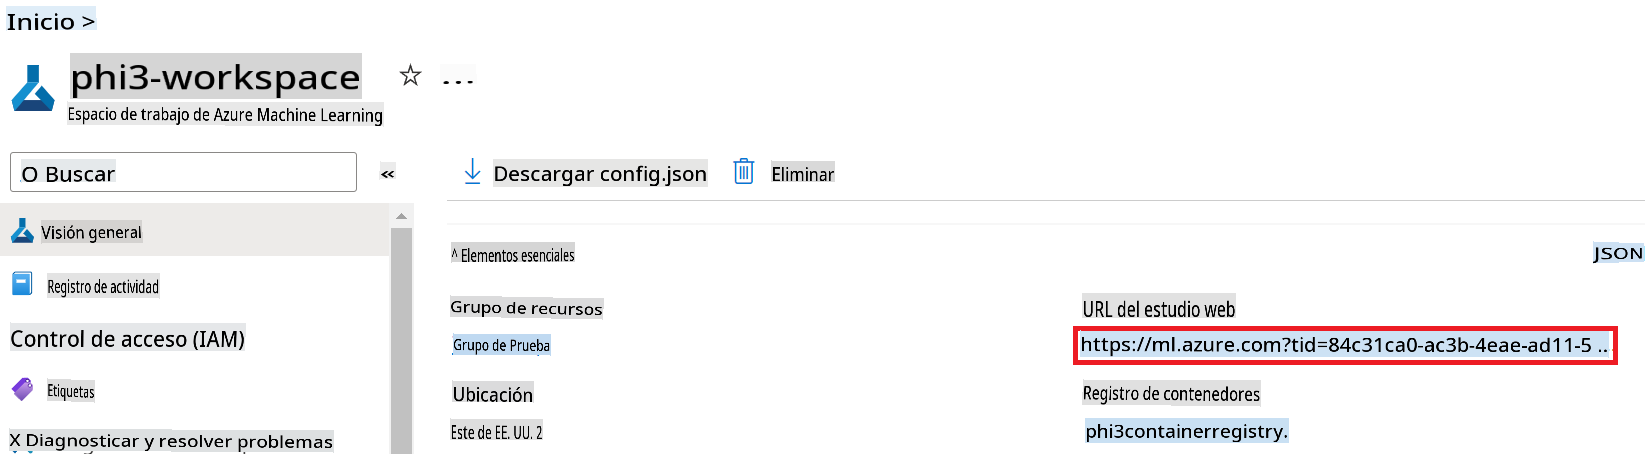 Inicio >
phi3-workspace
...
Espacio de trabajo de Azure Machine Learning
O Buscar
«
Descargar config.json
Eliminar
Visión general
Registro de actividad
Control de acceso (IAM)
Etiquetas
X Diagnosticar y resolver problemas
^ Elementos esenciales
JSON
Grupo de recursos
Grupo de Prueba
Ubicación
Este de EE. UU. 2
URL del estudio web
https://ml.azure.com?tid=84c31ca0-ac3b-4eae-ad11-5 ..
Registro de contenedores
phi3containerregistry.